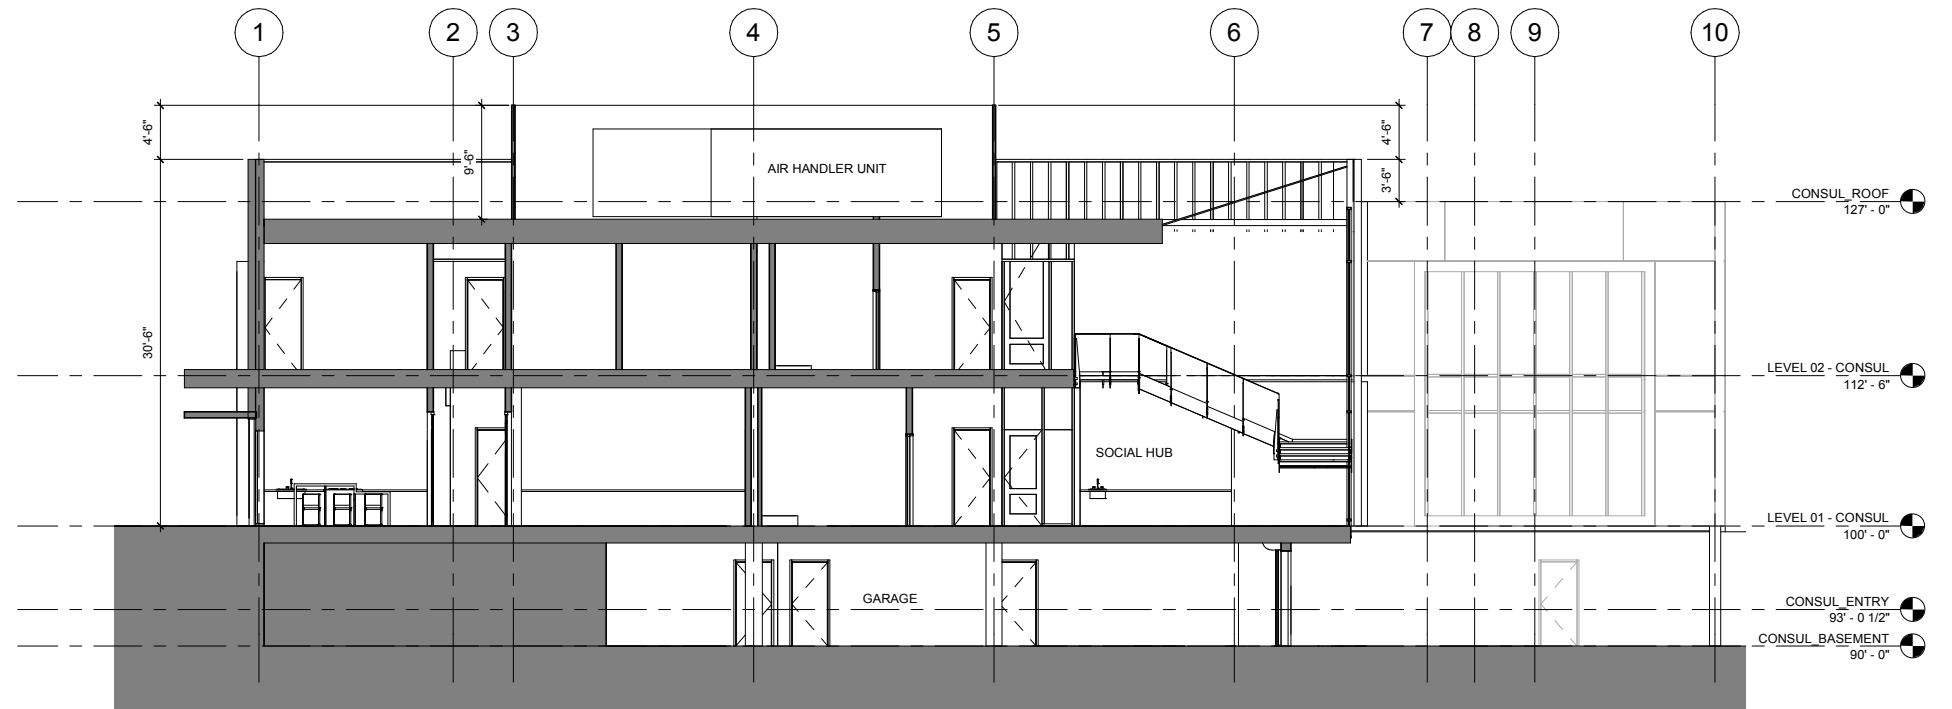 1
2
3
4
5
6
7
8
9
10
4'-6"
9'-6"
30'-6"
4'-6"
3'-6"
AIR HANDLER UNIT
CONSUL_ROOF
127' - 0"
LEVEL 02 - CONSUL
112' - 6"
SOCIAL HUB
LEVEL 01 - CONSUL
100' - 0"
GARAGE
CONSUL_ENTRY
93' - 0 1/2"
CONSUL_BASEMENT
90' - 0"